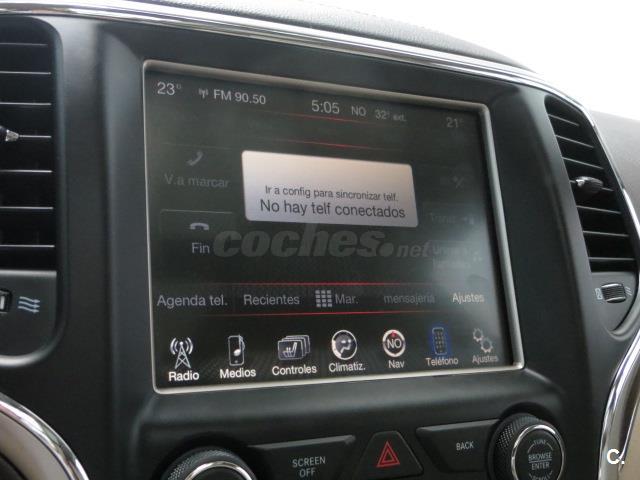 23° FM 90.50 5:05 NO 32° ext. 21°
Ir a config para sincronizar telf.
No hay telf conectados
V.a marcar
Fin
coches.net
Agenda tel. Recientes Mar. mensajería Ajustes
NO
Radio Medios Controles Climatiz. Nav Teléfono Ajustes
SCREEN
OFF
BACK
TUNE
BROWSE
ENTER
C.